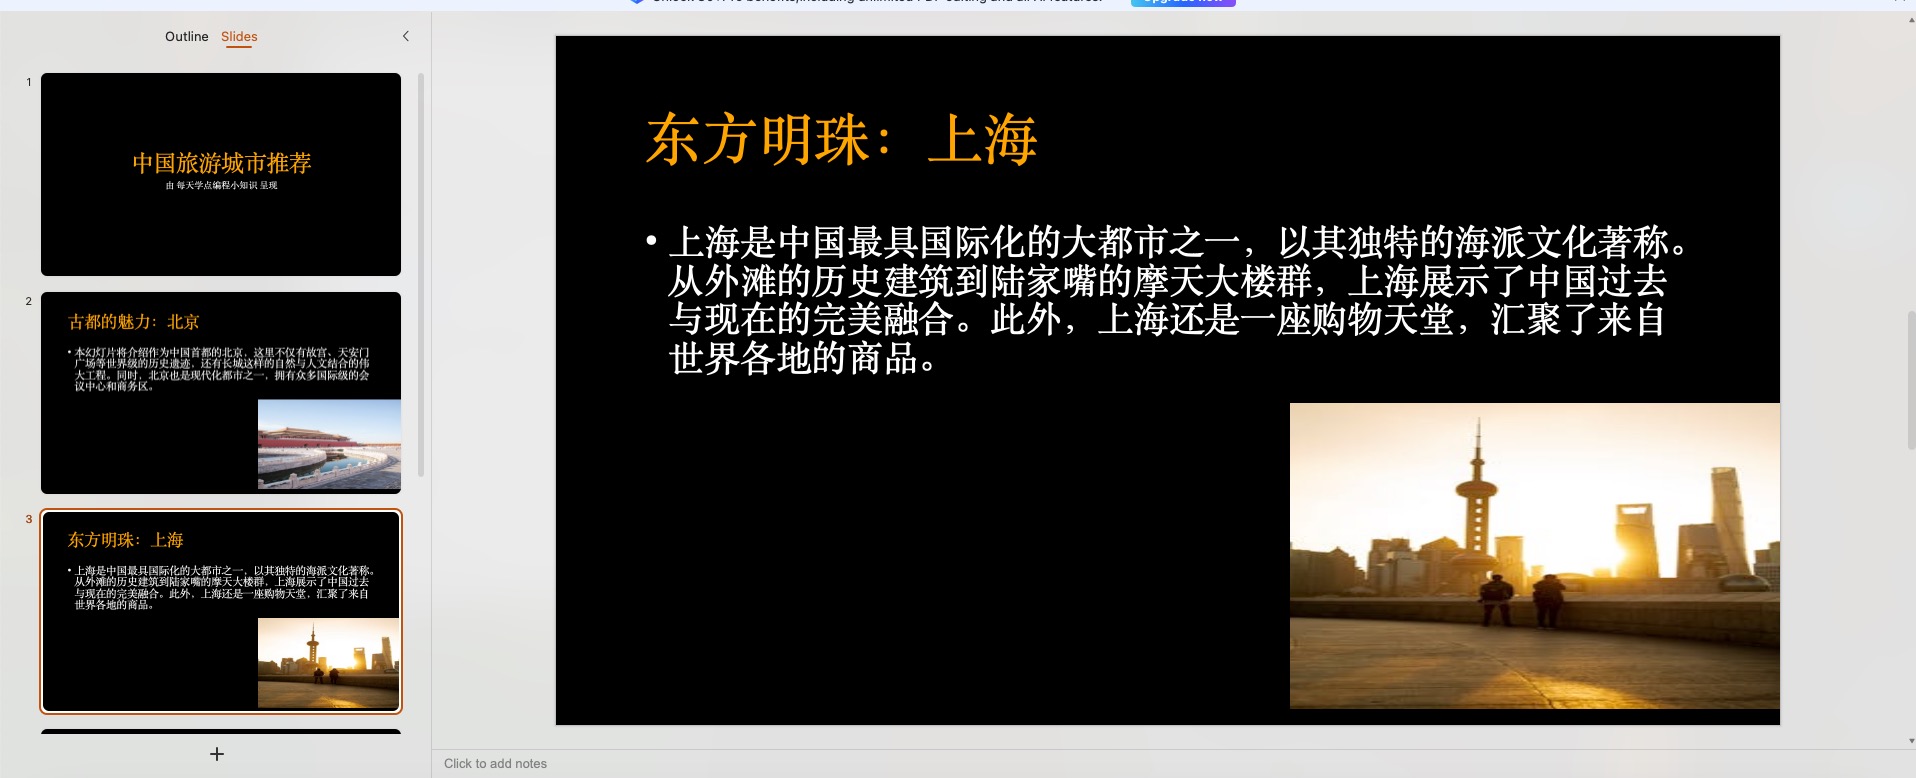 Outline Slides
1
中国旅游城市推荐
由 每天学点编程小知识 呈现
2
古都的魅力：北京
• 本幻灯片将介绍作为中国首都的北京，这里不仅有故宫、天安门
广场等世界级的历史遗迹，还有长城这样的自然与人文结合的伟
大工程。同时，北京也是现代化都市之一，拥有众多国际级的会
议中心和商务区。
3
东方明珠：上海
• 上海是中国最具国际化的大都市之一，以其独特的海派文化著称。
从外滩的历史建筑到陆家嘴的摩天大楼群，上海展示了中国过去
与现在的完美融合。此外，上海还是一座购物天堂，汇聚了来自
世界各地的商品。
东方明珠：上海
• 上海是中国最具国际化的大都市之一，以其独特的海派文化著称。
从外滩的历史建筑到陆家嘴的摩天大楼群，上海展示了中国过去
与现在的完美融合。此外，上海还是一座购物天堂，汇聚了来自
世界各地的商品。
Click to add notes